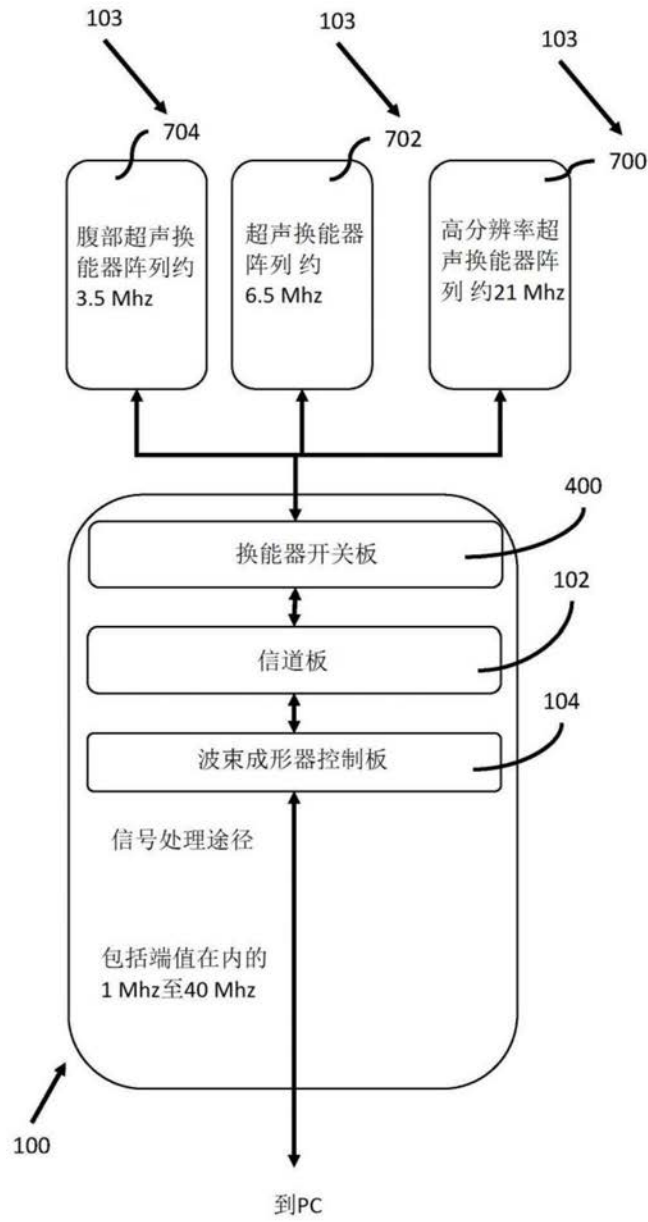 103
103
103
704
702
700
腹部超声换
能器阵列约
3.5 Mhz
超声换能器
阵列 约
6.5 Mhz
高分辨率超
声换能器阵
列 约21 Mhz
400
换能器开关板
102
信道板
104
波束成形器控制板
信号处理途径
包括端值在内的
1 Mhz至40 Mhz
100
到PC